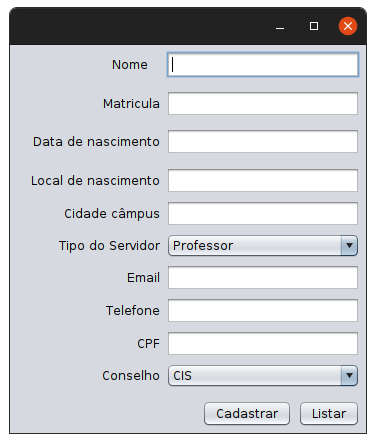 Nome
Matricula
Data de nascimento
Local de nascimento
Cidade câmpus
Tipo do Servidor Professor
Email
Telefone
CPF
Conselho CIS
Cadastrar Listar